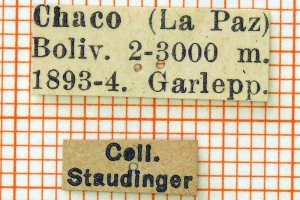 Chaco (La Paz)
Boliv. 2-3000 m.
1893-4. Garlepp.
Coll.
Staudinger